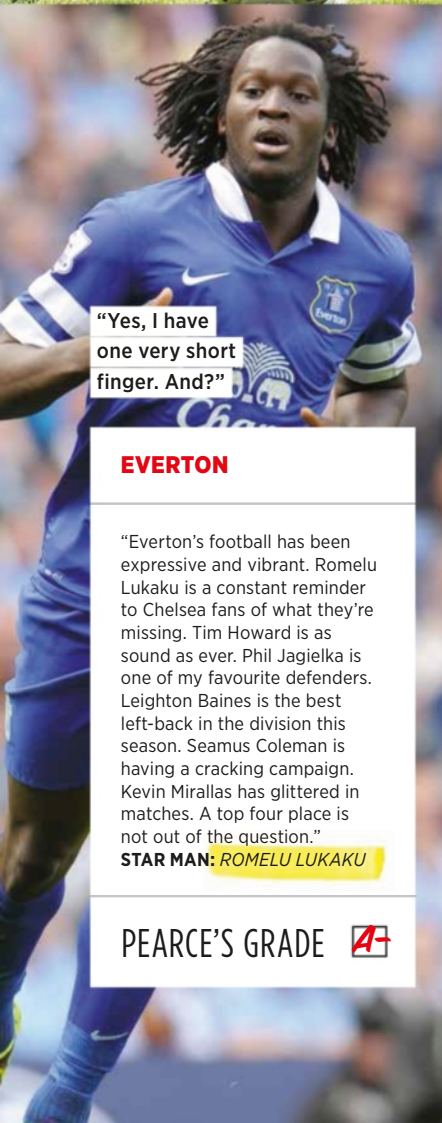 Everton
"Yes, I have
one very short
finger. And?"
Cha
EVERTON
"Everton's football has been
expressive and vibrant. Romelu
Lukaku is a constant reminder
to Chelsea fans of what they're
missing. Tim Howard is as
sound as ever. Phil Jagielka is
one of my favourite defenders.
Leighton Baines is the best
left-back in the division this
season. Seamus Coleman is
having a cracking campaign.
Kevin Mirallas has glittered in
matches. A top four place is
not out of the question."
STAR MAN: ROMELU LUKAKU
PEARCE'S GRADE A-